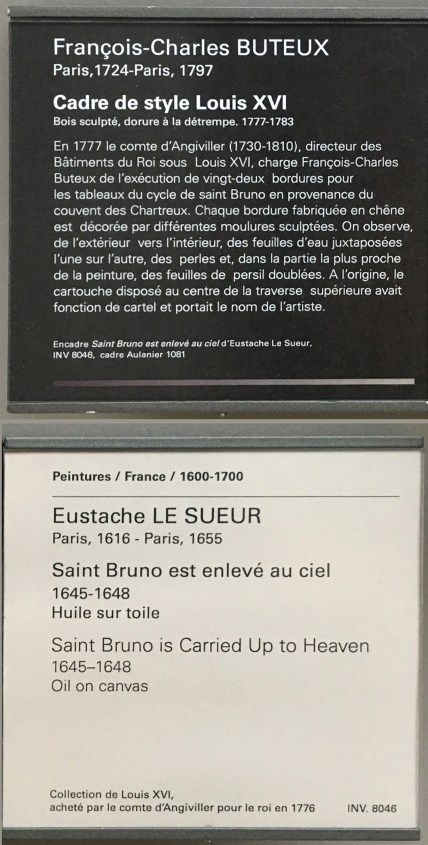 François-Charles BUTEUX
Paris,1724-Paris, 1797
Cadre de style Louis XVI
Bois sculpté, dorure à la détrempe. 1777-1783
En 1777 le comte d'Angiviller (1730-1810), directeur des
Bâtiments du Roi sous Louis XVI, charge François-Charles
Buteux de l'exécution de vingt-deux bordures pour
les tableaux du cycle de saint Bruno en provenance du
couvent des Chartreux. Chaque bordure fabriquée en chêne
est décorée par différentes moulures sculptées. On observe,
de l'extérieur vers l'intérieur, des feuilles d'eau juxtaposées
l'une sur l'autre, des perles et, dans la partie la plus proche
de la peinture, des feuilles de persil doublées. A l'origine, le
cartouche disposé au centre de la traverse supérieure avait
fonction de cartel et portait le nom de l'artiste.
Encadre Saint Bruno est enlevé au ciel d'Eustache Le Sueur,
INV 8046, cadre Aulanier 1081
Peintures / France / 1600-1700
Eustache LE SUEUR
Paris, 1616 - Paris, 1655
Saint Bruno est enlevé au ciel
1645-1648
Huile sur toile
Saint Bruno is Carried Up to Heaven
1645–1648
Oil on canvas
Collection de Louis XVI,
acheté par le comte d'Angiviller pour le roi en 1776 INV. 8046